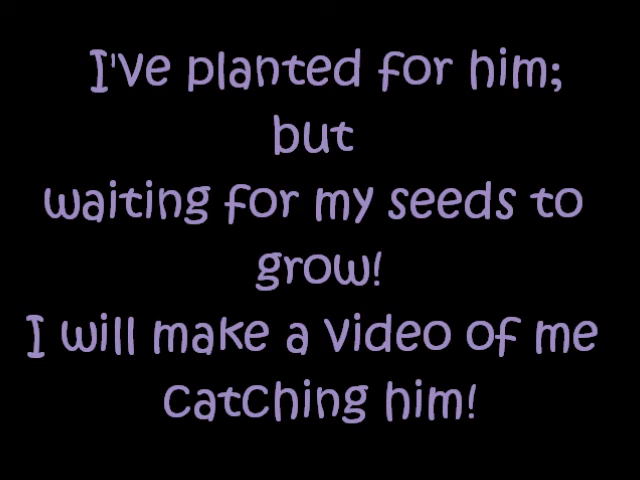 I've planted for him;
but
waiting for my seeds to
grow!
I will make a video of me
catching him!